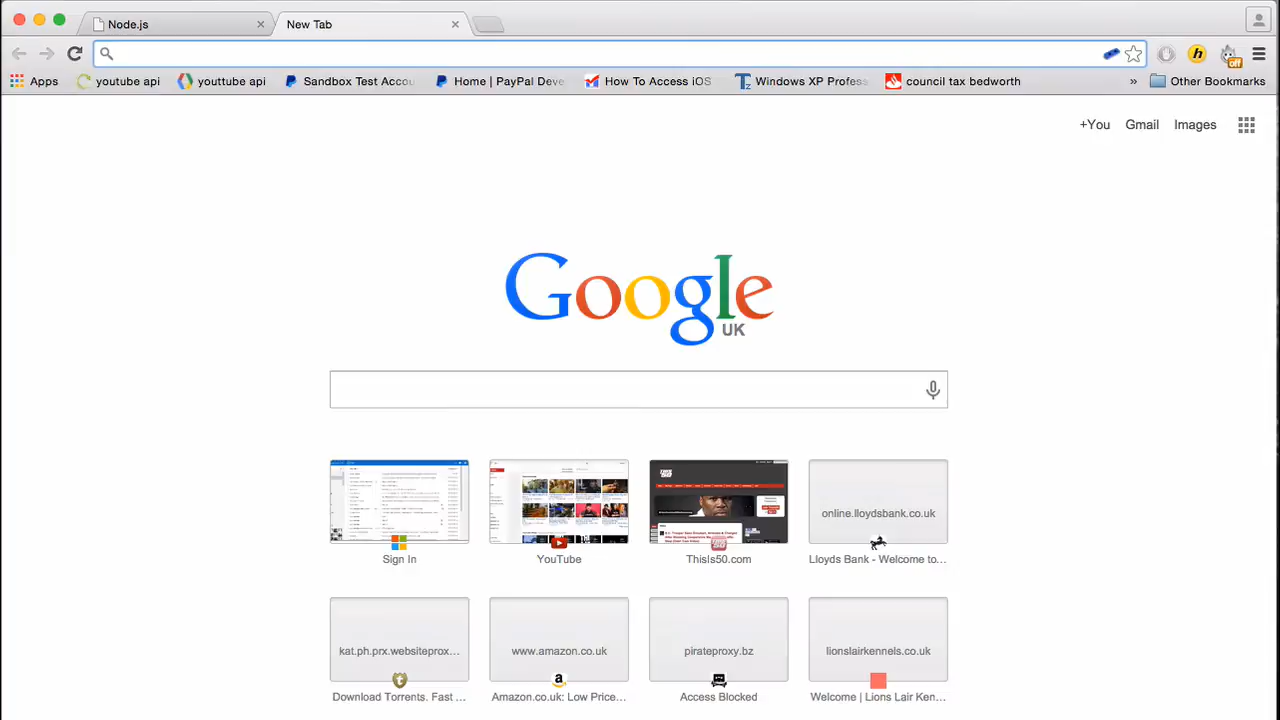 Node.js
New Tab
Apps
youtube api
youttube api
Sandbox Test Accou
Home | PayPal Deve
How To Access iOS
Windows XP Profess
council tax bedworth
»
Other Bookmarks
h
off
+You
Gmail
Images
Google
UK
online.lloydsbank.co.uk
Sign In
YouTube
ThisIs50.com
Lloyds Bank - Welcome to...
kat.ph.prx.websiteprox...
www.amazon.co.uk
pirateproxy.bz
lionslairkennels.co.uk
Download Torrents. Fast ...
Amazon.co.uk: Low Price...
Access Blocked
Welcome | Lions Lair Ken...